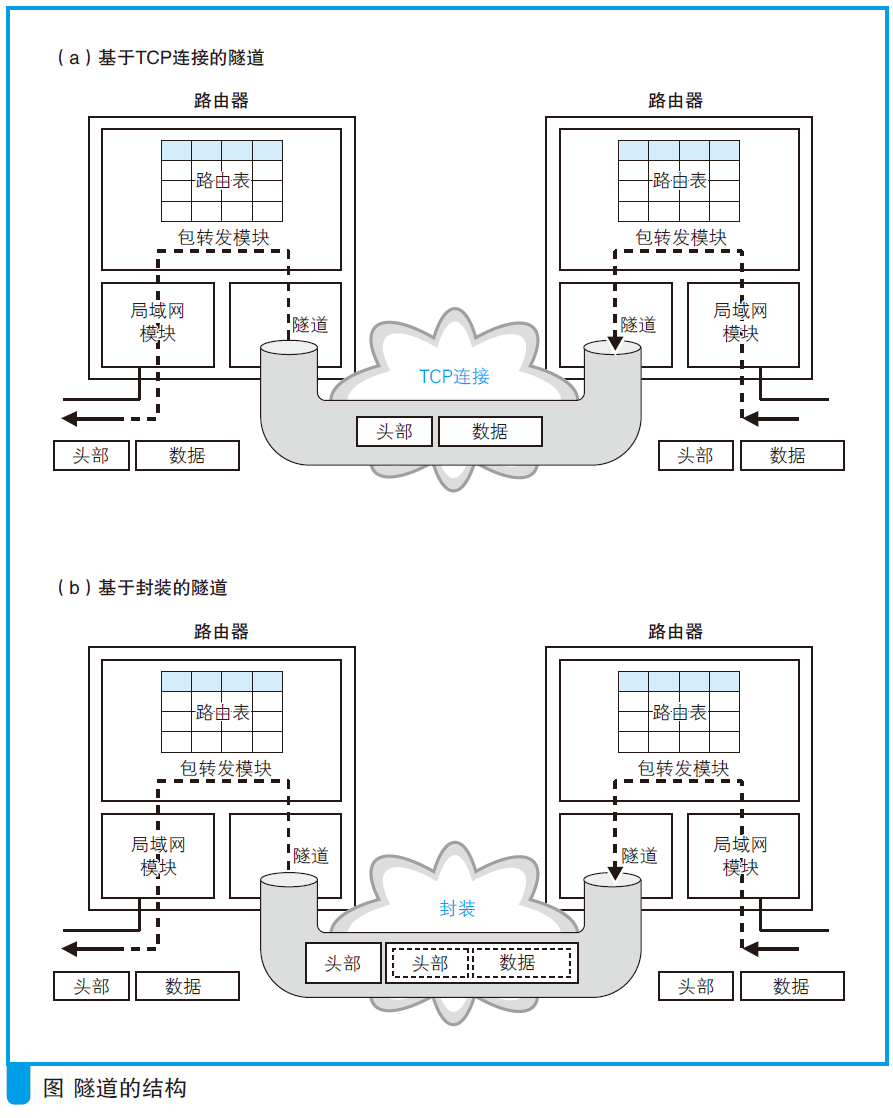 （a）基于TCP连接的隧道
路由器 路由器
路由表 路由表
包转发模块 包转发模块
局域网
模块
隧道
隧道
局域网
模块
TCP连接
头部 数据
头部 数据
头部 数据
（b）基于封装的隧道
路由器 路由器
路由表 路由表
包转发模块 包转发模块
局域网
模块
隧道
隧道
局域网
模块
封装
头部 头部 数据
头部 数据
头部 数据
图 隧道的结构